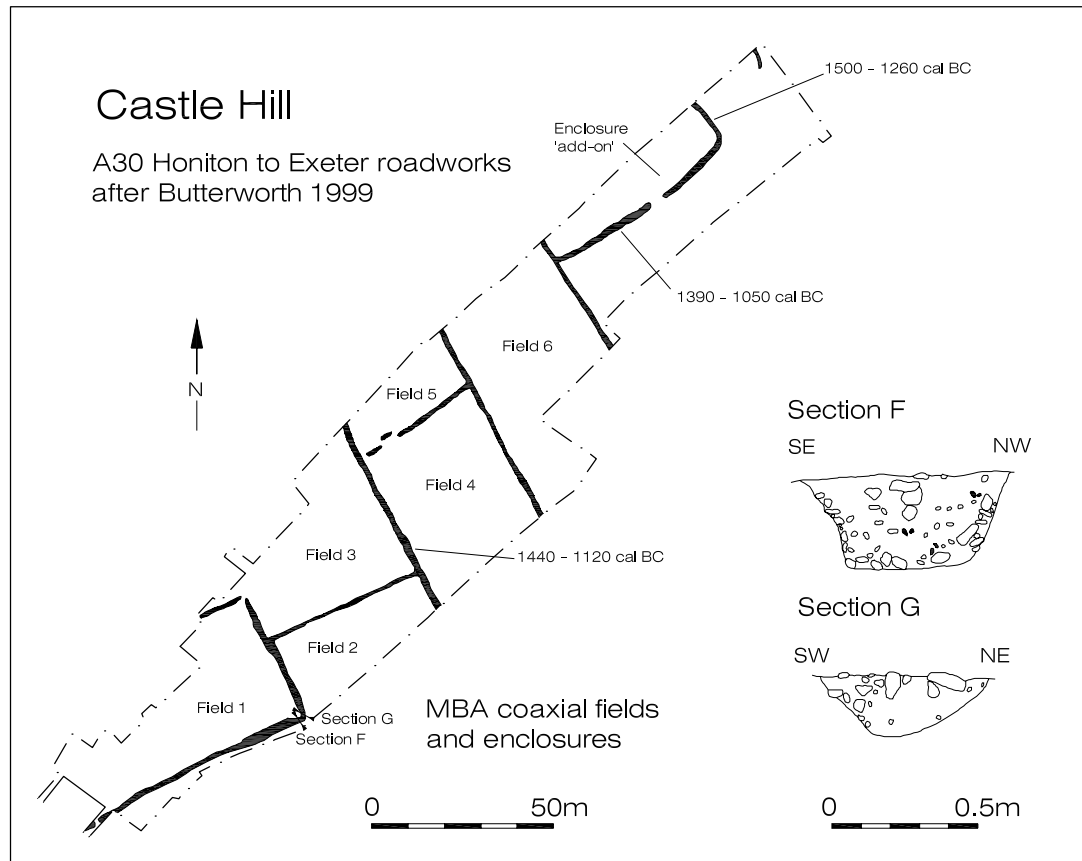 Castle Hill
A30 Honiton to Exeter roadworks
after Butterworth 1999
1500 - 1260 cal BC
Enclosure
'add-on'
1390 - 1050 cal BC
N
Field 6
Field 5
Field 4
Field 3
1440 - 1120 cal BC
Field 2
Field 1
Section G
Section F
MBA coaxial fields
and enclosures
0 50m
Section F
SE NW
Section G
SW NE
0 0.5m